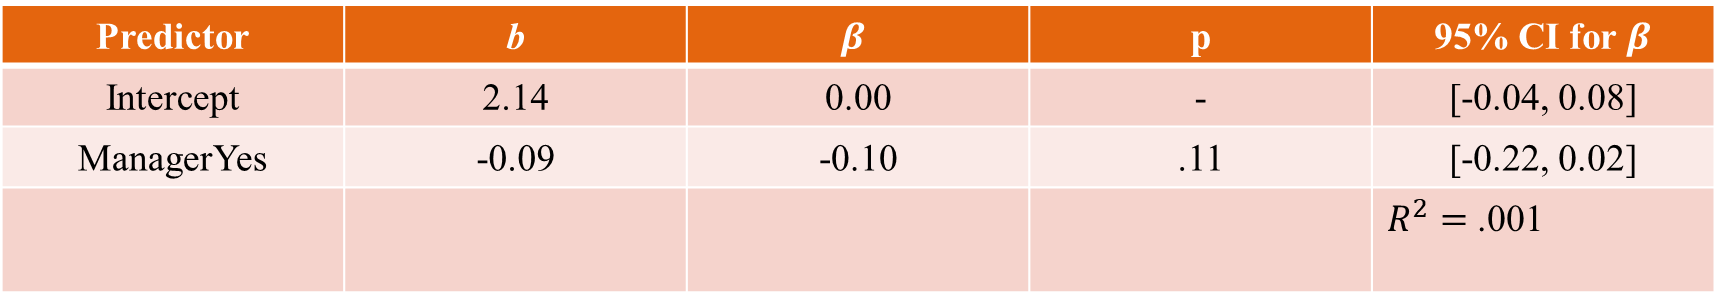 Predictor b β p 95% CI for β
Intercept 2.14 0.00 - [-0.04, 0.08]
ManagerYes -0.09 -0.10 .11 [-0.22, 0.02]
R² = .001